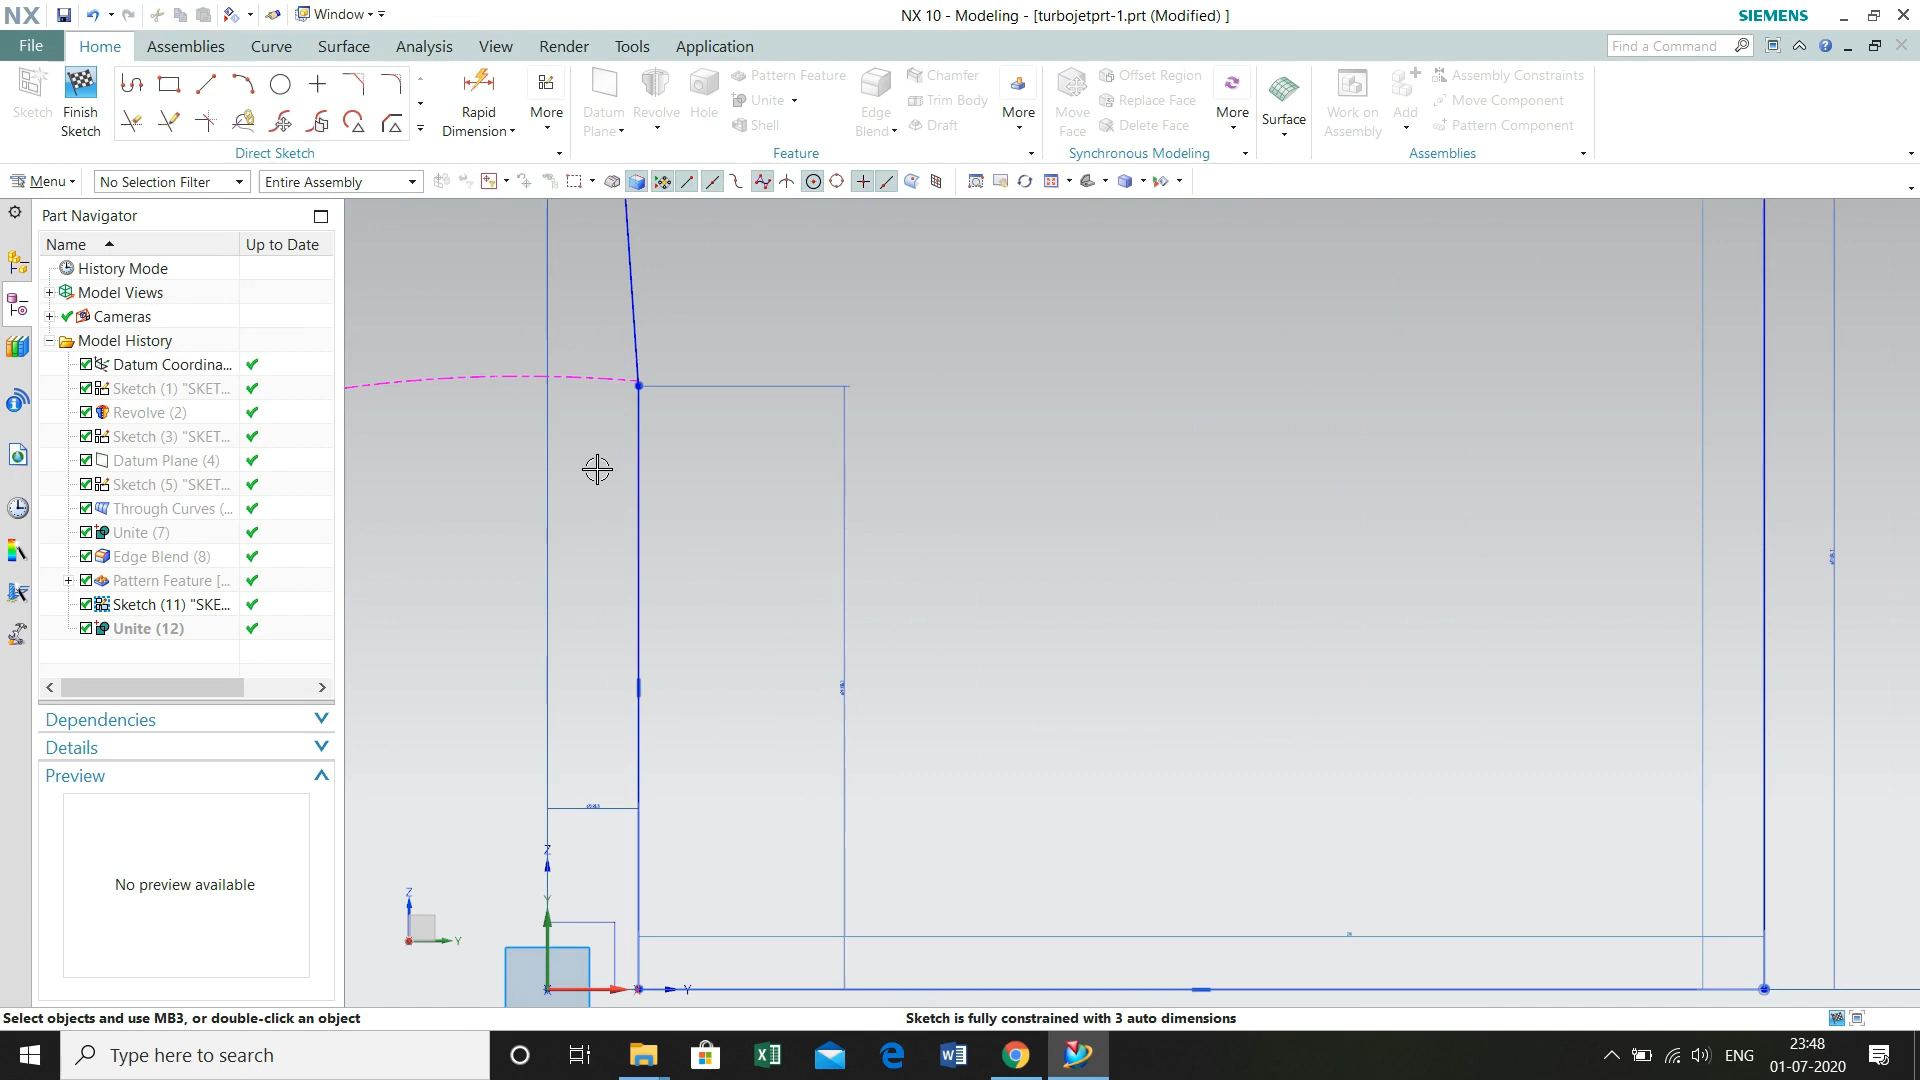 NX
Window
NX 10 - Modeling - [turbojetprt-1.prt (Modified) ]
SIEMENS
File
Home
Assemblies
Curve
Surface
Analysis
View
Render
Tools
Application
Find a Command
Sketch
Finish
Sketch
Direct Sketch
Rapid
Dimension
More
Datum
Plane
Revolve
Hole
Pattern Feature
Unite
Shell
Edge
Blend
Chamfer
Trim Body
Draft
More
Feature
Move
Face
Offset Region
Replace Face
Delete Face
More
Synchronous Modeling
Surface
Work on
Assembly
Add
Assembly Constraints
Move Component
Pattern Component
Assemblies
Menu
No Selection Filter
Entire Assembly
Part Navigator
Name
Up to Date
History Mode
Model Views
Cameras
Model History
Datum Coordina...
Sketch (1) "SKET...
Revolve (2)
Sketch (3) "SKET...
Datum Plane (4)
Sketch (5) "SKET...
Through Curves (...
Unite (7)
Edge Blend (8)
Pattern Feature [...
Sketch (11) "SKE...
Unite (12)
Dependencies
Details
Preview
No preview available
Z
Y
Z
Y
Y
Select objects and use MB3, or double-click an object
Sketch is fully constrained with 3 auto dimensions
Type here to search
ENG
23:48
01-07-2020